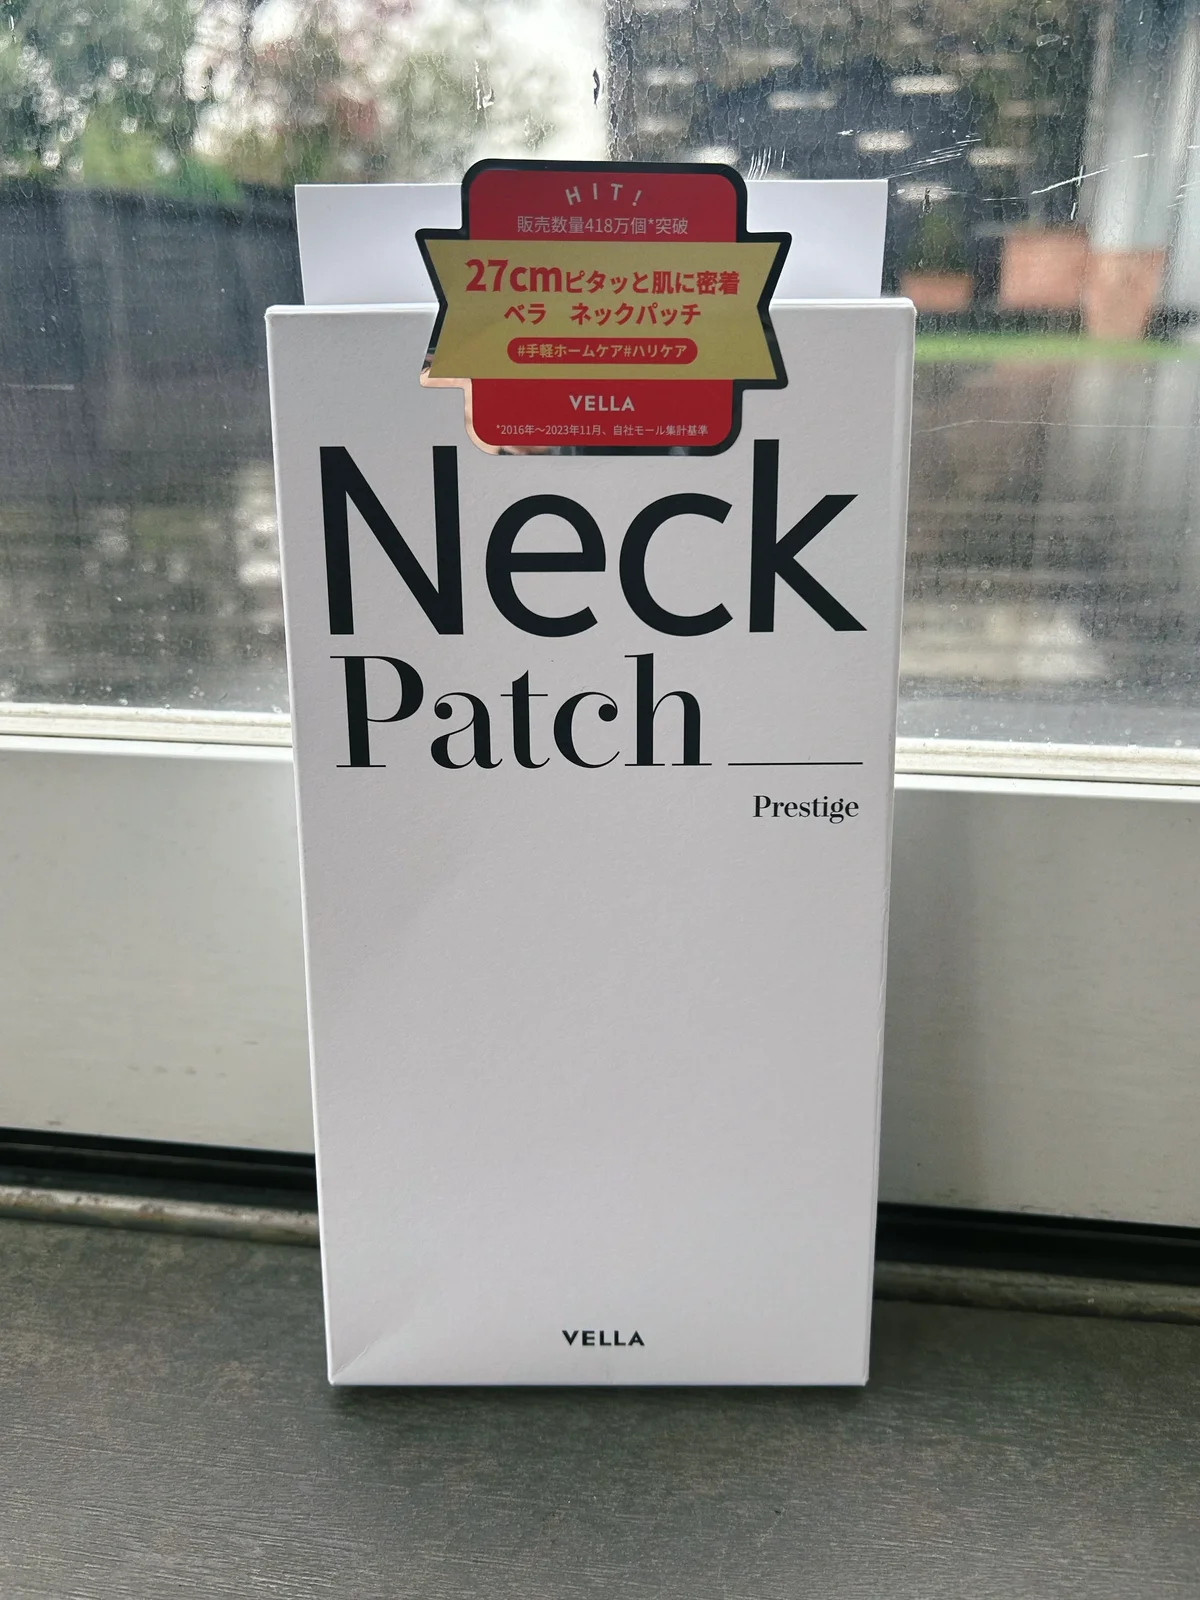 HIT!
販売数量418万個*突破
27cmピタッと肌に密着
ベラ ネックパッチ
#手軽ホームケア#ハリケア
VELLA
*2016年～2023年11月、自社モール集計基準
Neck
Patch
Prestige
VELLA